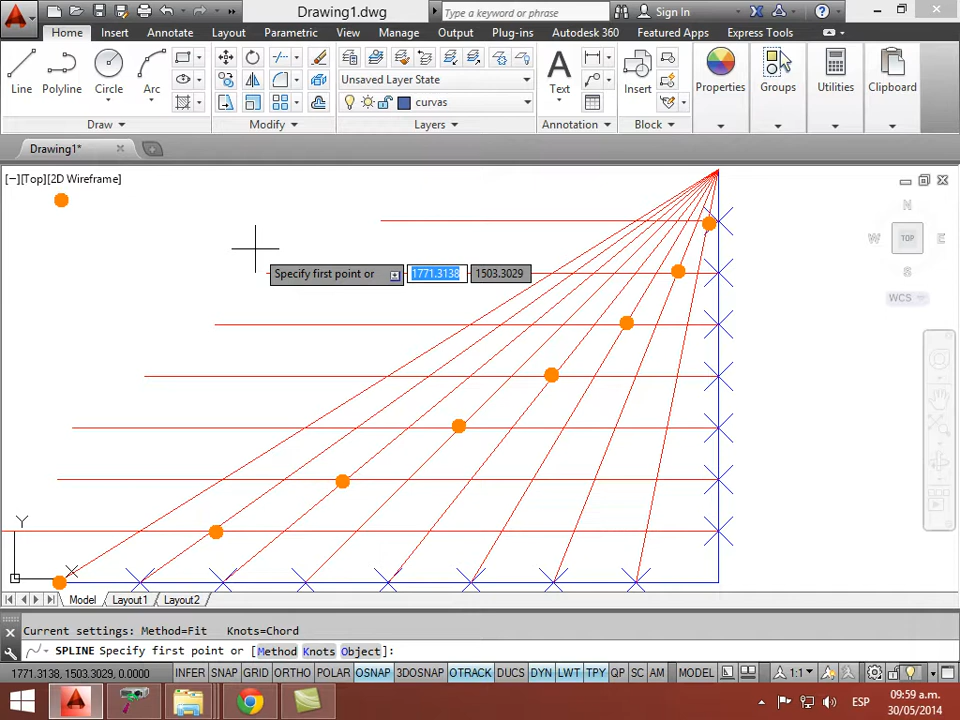 Drawing1.dwg
Type a keyword or phrase
Sign In
Home Insert Annotate Layout Parametric View Manage Output Plug-ins Autodesk 360 Featured Apps Express Tools
Line Polyline Circle Arc
Unsaved Layer State
curvas
Text
Insert
Properties Groups Utilities Clipboard
Draw Modify Layers Annotation Block
Drawing1*
[−][Top][2D Wireframe]
N
W TOP E
S
WCS
Specify first point or 1771.3138 1503.3029
Y
Model Layout1 Layout2
Current settings: Method=Fit Knots=Chord
SPLINE Specify first point or [Method Knots Object]:
1771.3138, 1503.3029, 0.0000 INFER SNAP GRID ORTHO POLAR OSNAP 3DOSNAP OTRACK DUCS DYN LWT TPY QP SC AM MODEL 1:1
ESP
09:59 a.m.
30/05/2014